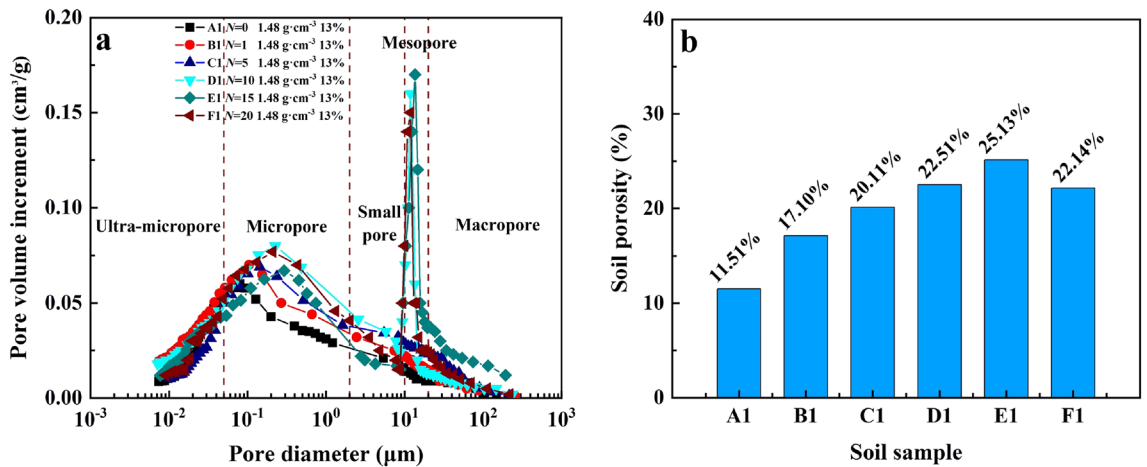 a
A1 N=0 1.48 g·cm⁻³ 13%
B1 N=1 1.48 g·cm⁻³ 13%
C1 N=5 1.48 g·cm⁻³ 13%
D1 N=10 1.48 g·cm⁻³ 13%
E1 N=15 1.48 g·cm⁻³ 13%
F1 N=20 1.48 g·cm⁻³ 13%
Mesopore
Ultra-micropore
Micropore
Small
pore
Macropore
Pore volume increment (cm³/g)
0.20
0.15
0.10
0.05
0.00
10⁻³ 10⁻² 10⁻¹ 10⁰ 10¹ 10² 10³
Pore diameter (μm)
b
Soil porosity (%)
40
30
20
10
0
11.51%
17.10%
20.11%
22.51%
25.13%
22.14%
A1 B1 C1 D1 E1 F1
Soil sample